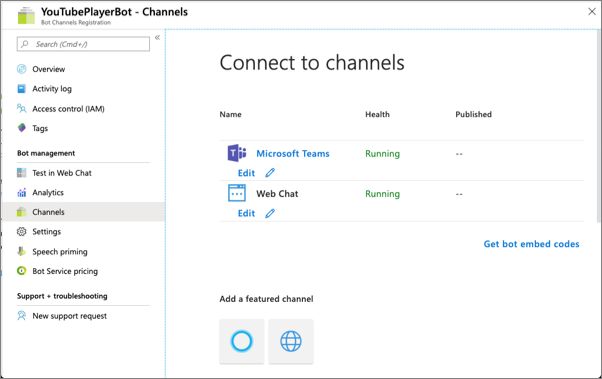 YouTubePlayerBot - Channels
Bot Channels Registration
Search (Cmd+/)
Overview
Activity log
Access control (IAM)
Tags
Bot management
Test in Web Chat
Analytics
Channels
Settings
Speech priming
Bot Service pricing
Support + troubleshooting
New support request
Connect to channels
Name Health Published
Microsoft Teams Running --
Edit
Web Chat Running --
Edit
Get bot embed codes
Add a featured channel